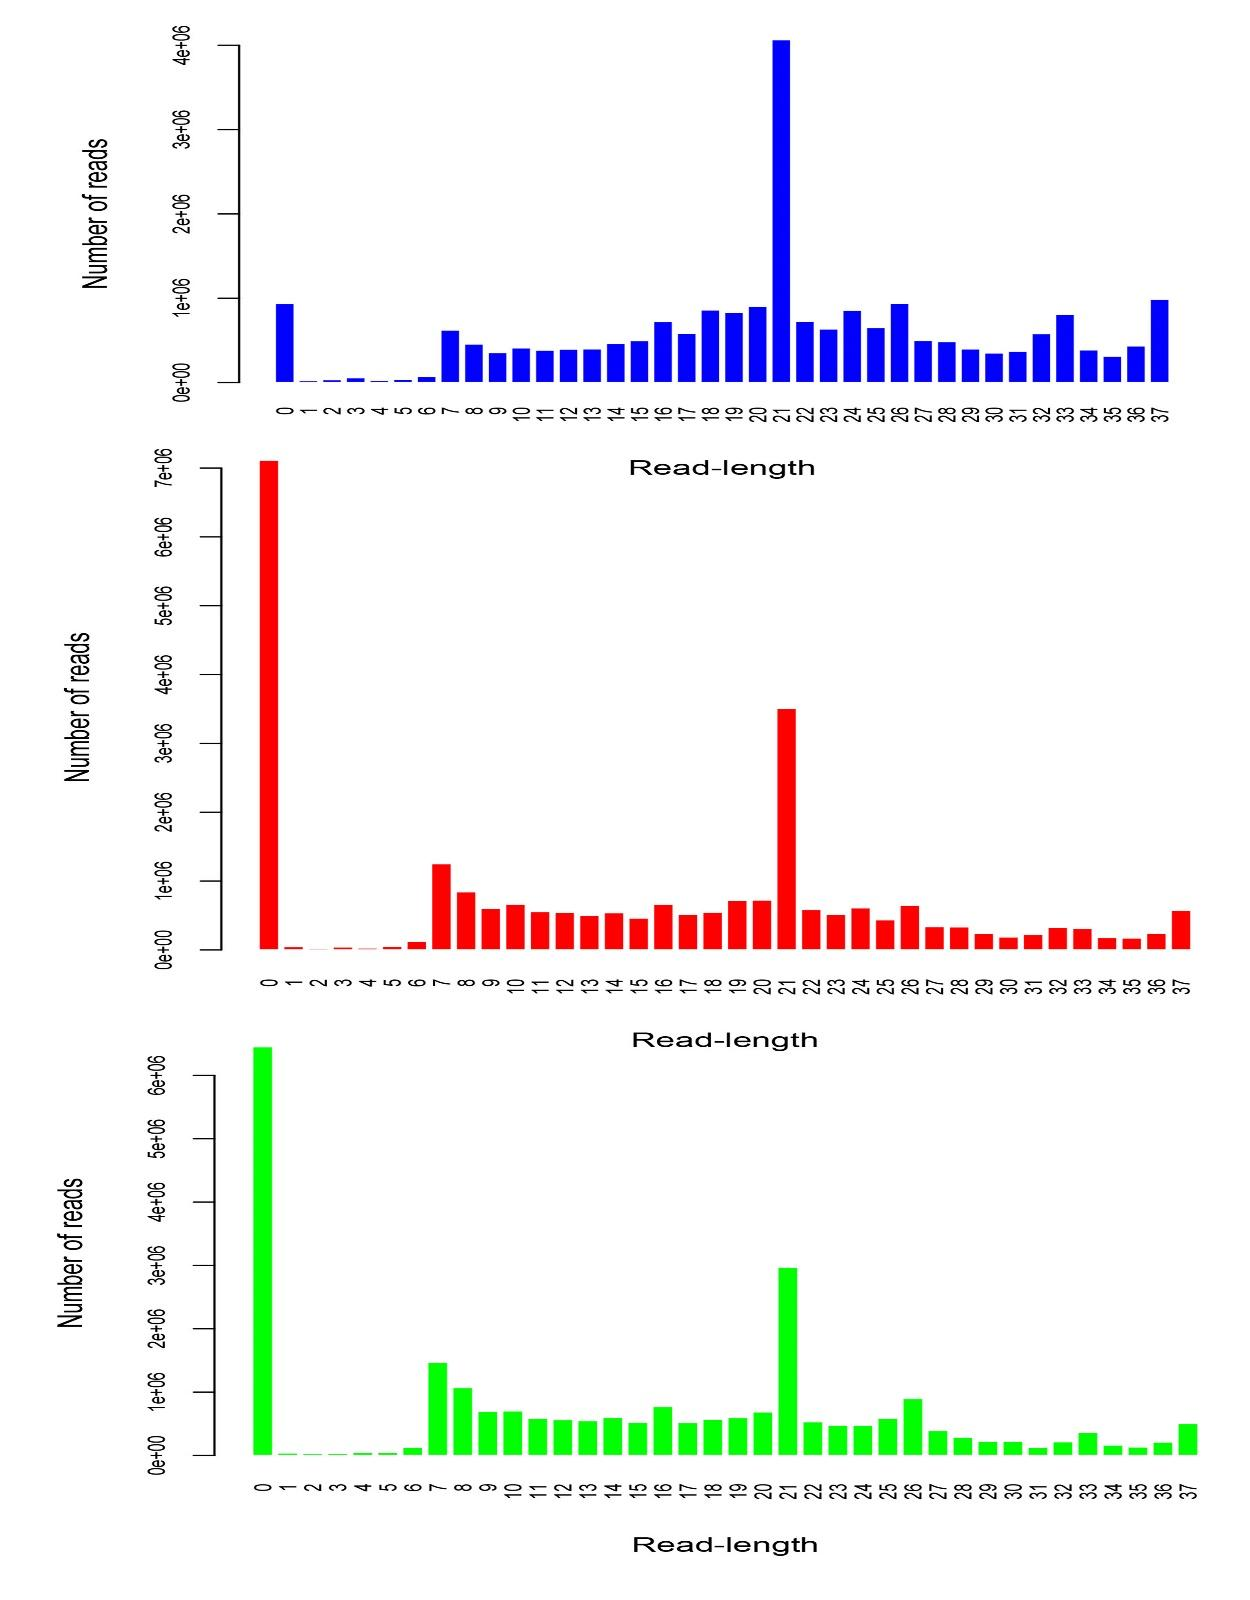 Number of reads
4e+06
3e+06
2e+06
1e+06
0e+00
0 1 2 3 4 5 6 7 8 9 10 11 12 13 14 15 16 17 18 19 20 21 22 23 24 25 26 27 28 29 30 31 32 33 34 35 36 37
Read-length
Number of reads
7e+06
6e+06
5e+06
4e+06
3e+06
2e+06
1e+06
0e+00
0 1 2 3 4 5 6 7 8 9 10 11 12 13 14 15 16 17 18 19 20 21 22 23 24 25 26 27 28 29 30 31 32 33 34 35 36 37
Read-length
Number of reads
6e+06
5e+06
4e+06
3e+06
2e+06
1e+06
0e+00
0 1 2 3 4 5 6 7 8 9 10 11 12 13 14 15 16 17 18 19 20 21 22 23 24 25 26 27 28 29 30 31 32 33 34 35 36 37
Read-length